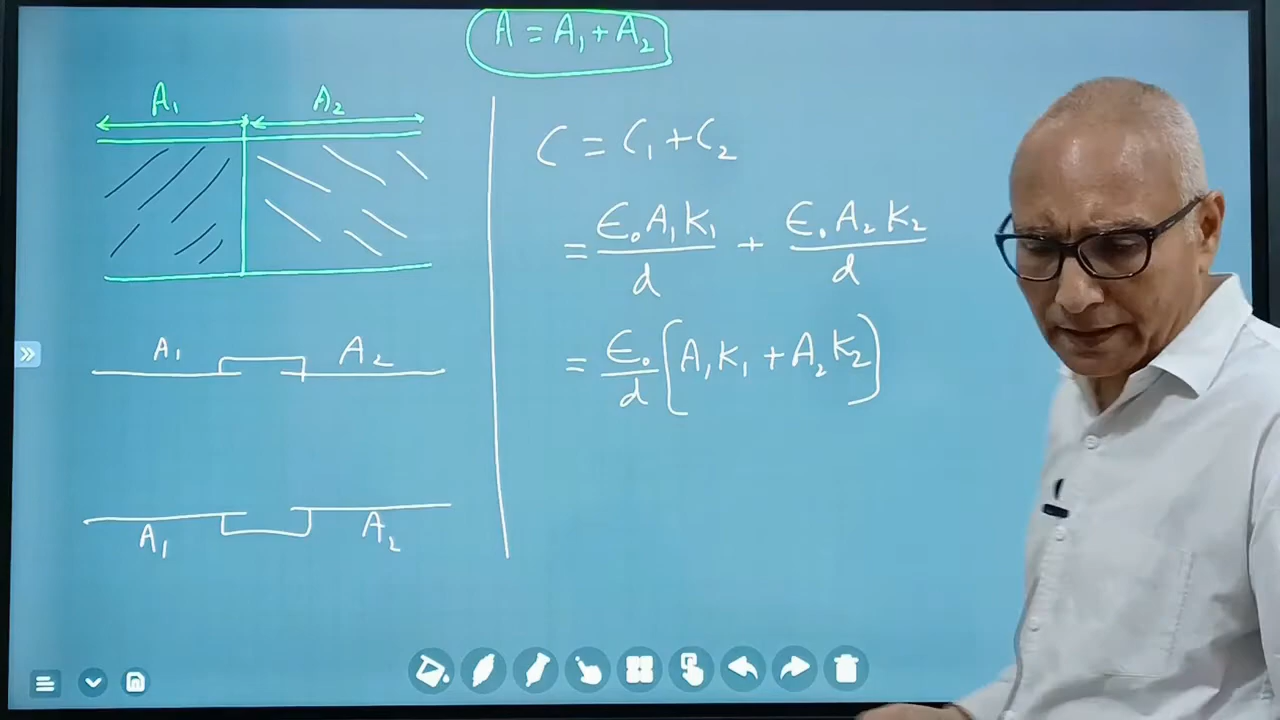 A = A₁ + A₂
A₁ A₂
A₁ A₂
A₁ A₂
C = C₁ + C₂
= ϵ₀A₁K₁/d + ϵ₀A₂K₂/d
= ϵ₀/d [A₁K₁ + A₂K₂]